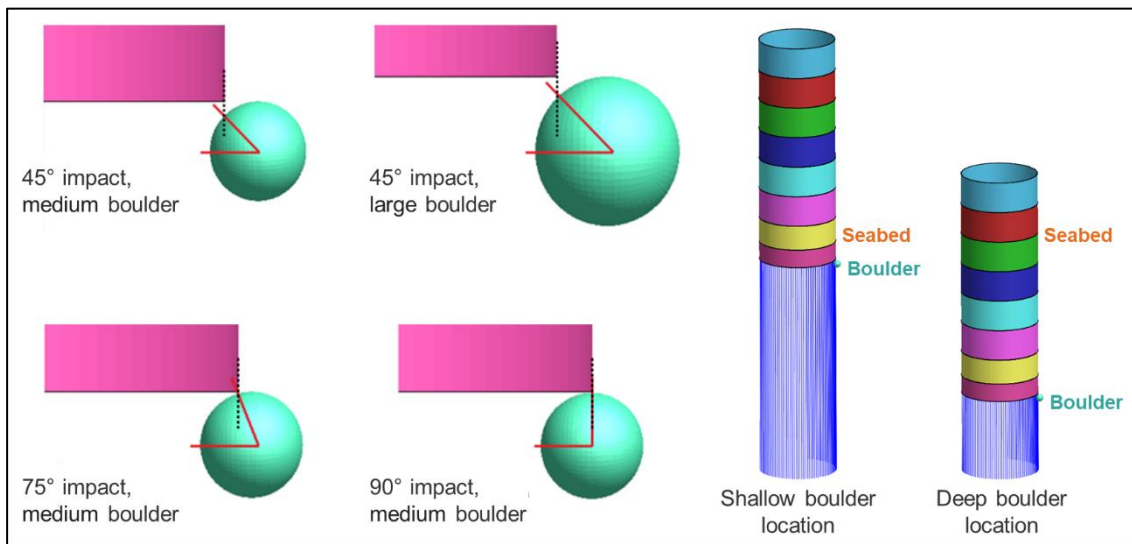 45° impact,
medium boulder
45° impact,
large boulder
75° impact,
medium boulder
90° impact,
medium boulder
Seabed
Boulder
Shallow boulder
location
Seabed
Boulder
Deep boulder
location